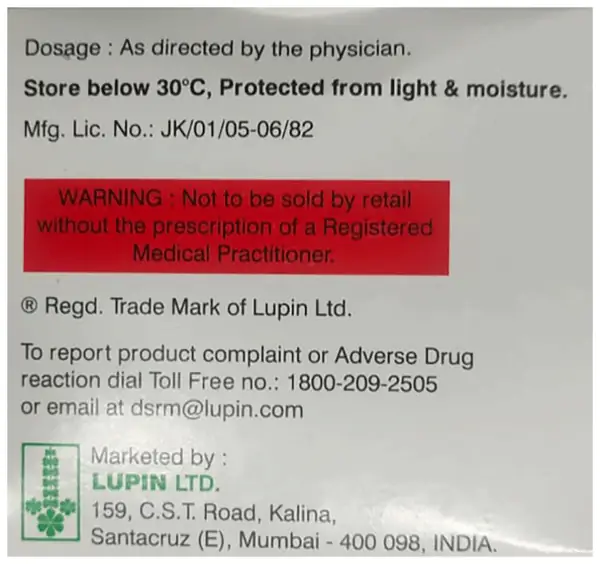 Dosage : As directed by the physician.
Store below 30°C, Protected from light & moisture.
Mfg. Lic. No.: JK/01/05-06/82
WARNING : Not to be sold by retail
without the prescription of a Registered
Medical Practitioner.
® Regd. Trade Mark of Lupin Ltd.
To report product complaint or Adverse Drug
reaction dial Toll Free no.: 1800-209-2505
or email at dsrm@lupin.com
Marketed by :
LUPIN LTD.
159, C.S.T. Road, Kalina,
Santacruz (E), Mumbai - 400 098, INDIA.